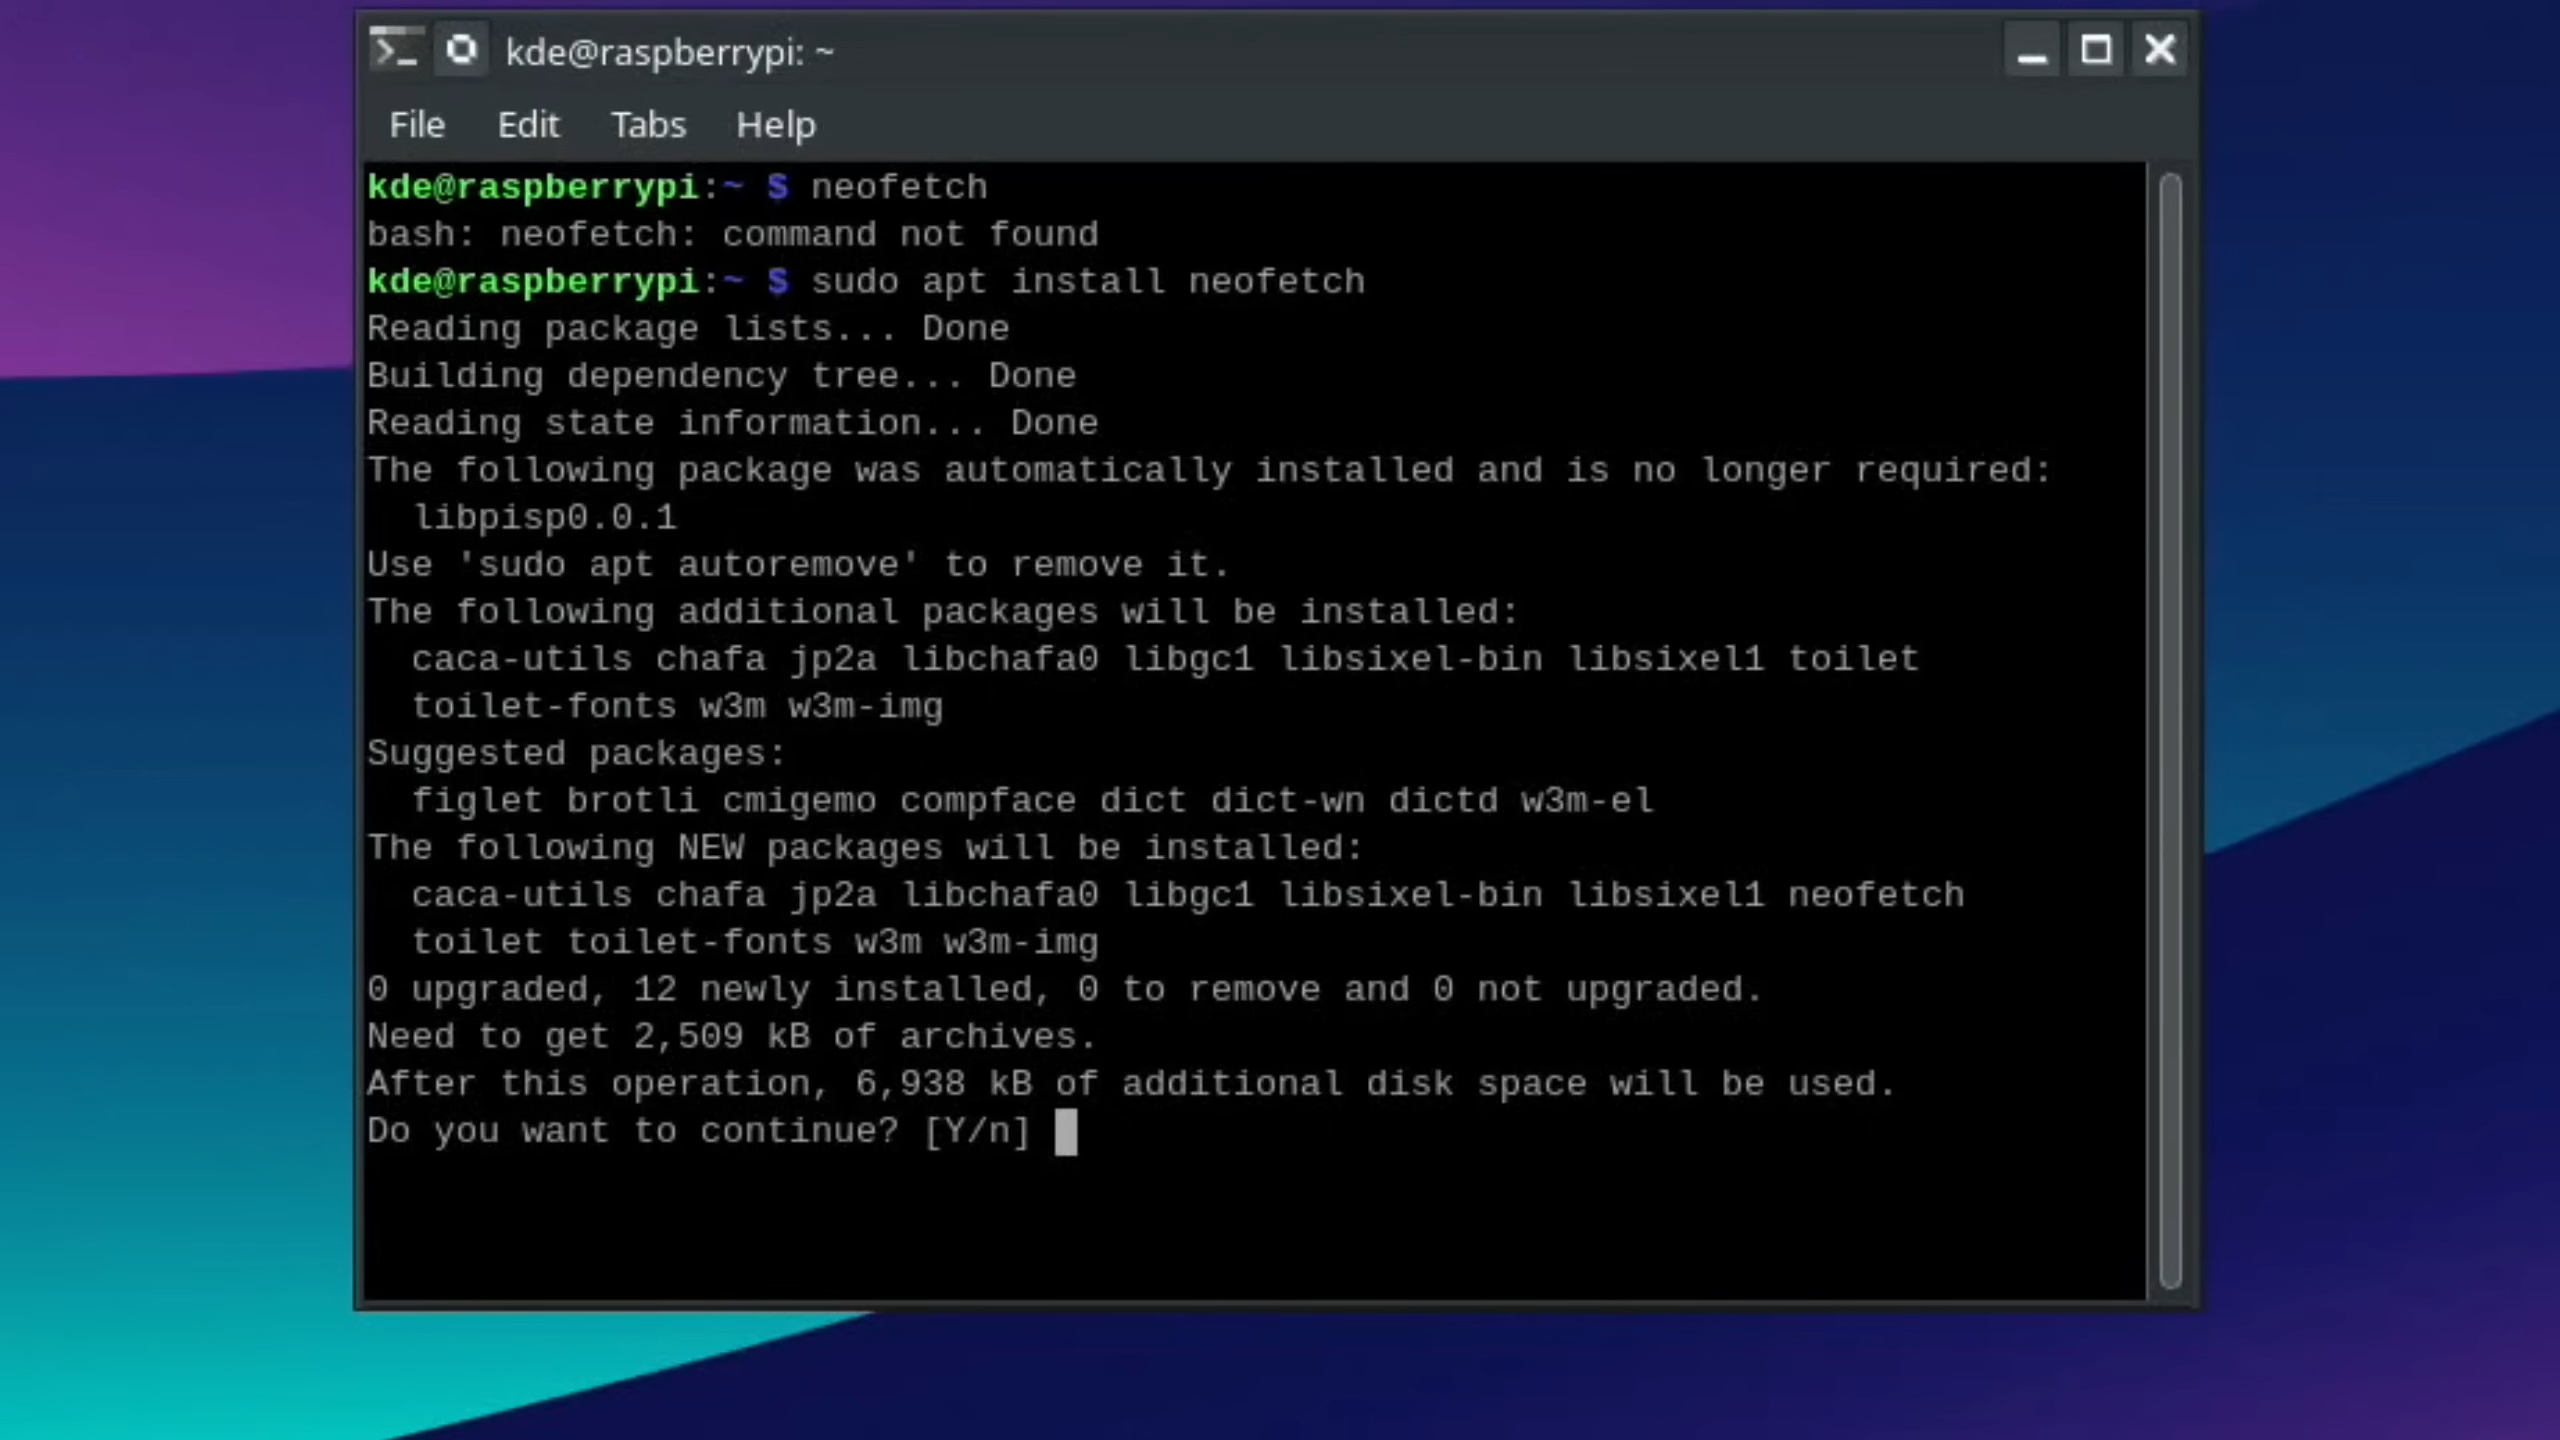 kde@raspberrypi: ~
File Edit Tabs Help
kde@raspberrypi:~ $ neofetch
bash: neofetch: command not found
kde@raspberrypi:~ $ sudo apt install neofetch
Reading package lists... Done
Building dependency tree... Done
Reading state information... Done
The following package was automatically installed and is no longer required:
  libpisp0.0.1
Use 'sudo apt autoremove' to remove it.
The following additional packages will be installed:
  caca-utils chafa jp2a libchafa0 libgc1 libsixel-bin libsixel1 toilet
  toilet-fonts w3m w3m-img
Suggested packages:
  figlet brotli cmigemo compface dict dict-wn dictd w3m-el
The following NEW packages will be installed:
  caca-utils chafa jp2a libchafa0 libgc1 libsixel-bin libsixel1 neofetch
  toilet toilet-fonts w3m w3m-img
0 upgraded, 12 newly installed, 0 to remove and 0 not upgraded.
Need to get 2,509 kB of archives.
After this operation, 6,938 kB of additional disk space will be used.
Do you want to continue? [Y/n]